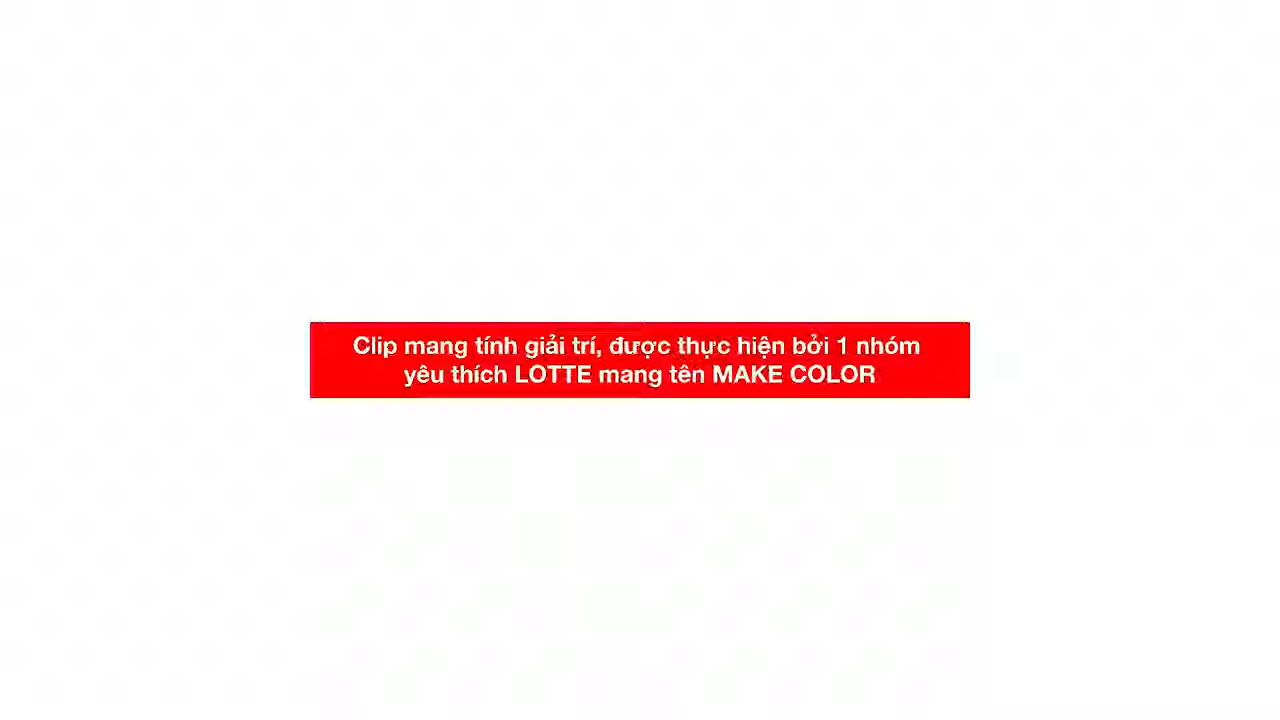 Clip mang tính giải trí, được thực hiện bởi 1 nhóm
yêu thích LOTTE mang tên MAKE COLOR